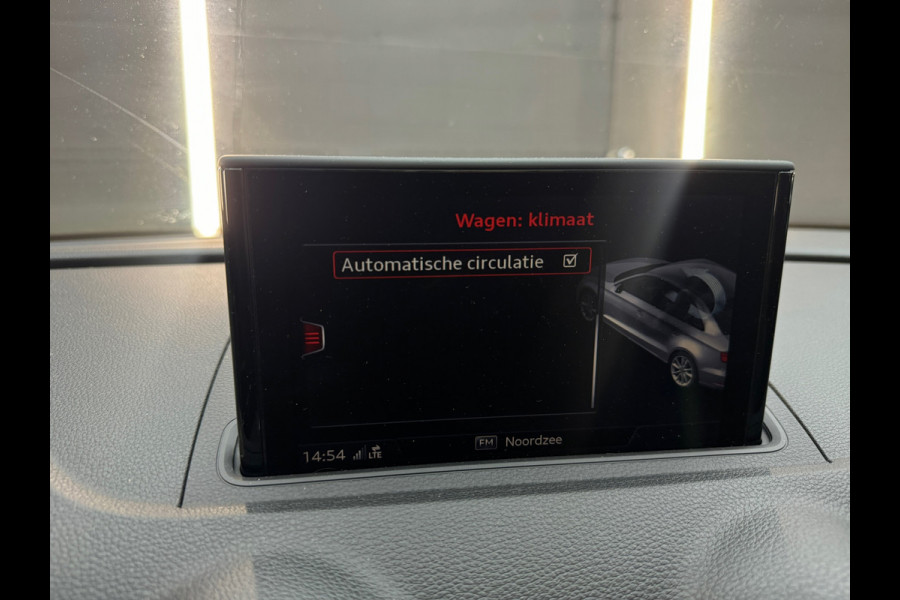 Wagen: klimaat
Automatische circulatie
14:54 LTE FM Noordzee